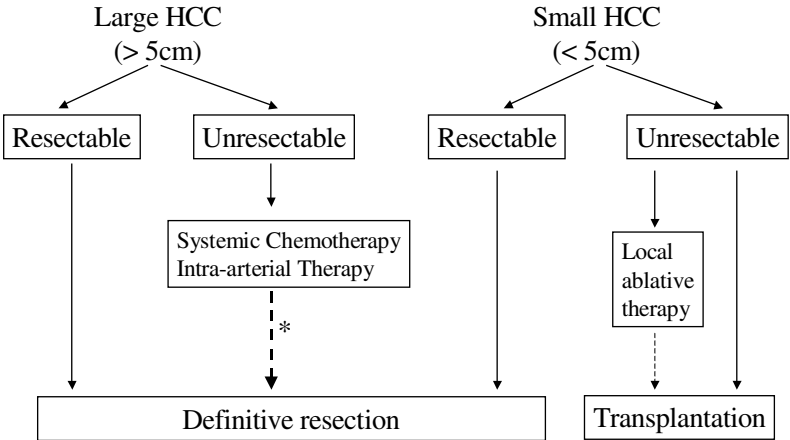 Large HCC
(> 5cm)
Small HCC
(< 5cm)
Resectable
Unresectable
Resectable
Unresectable
Systemic Chemotherapy
Intra-arterial Therapy
Local
ablative
therapy
*
Definitive resection
Transplantation